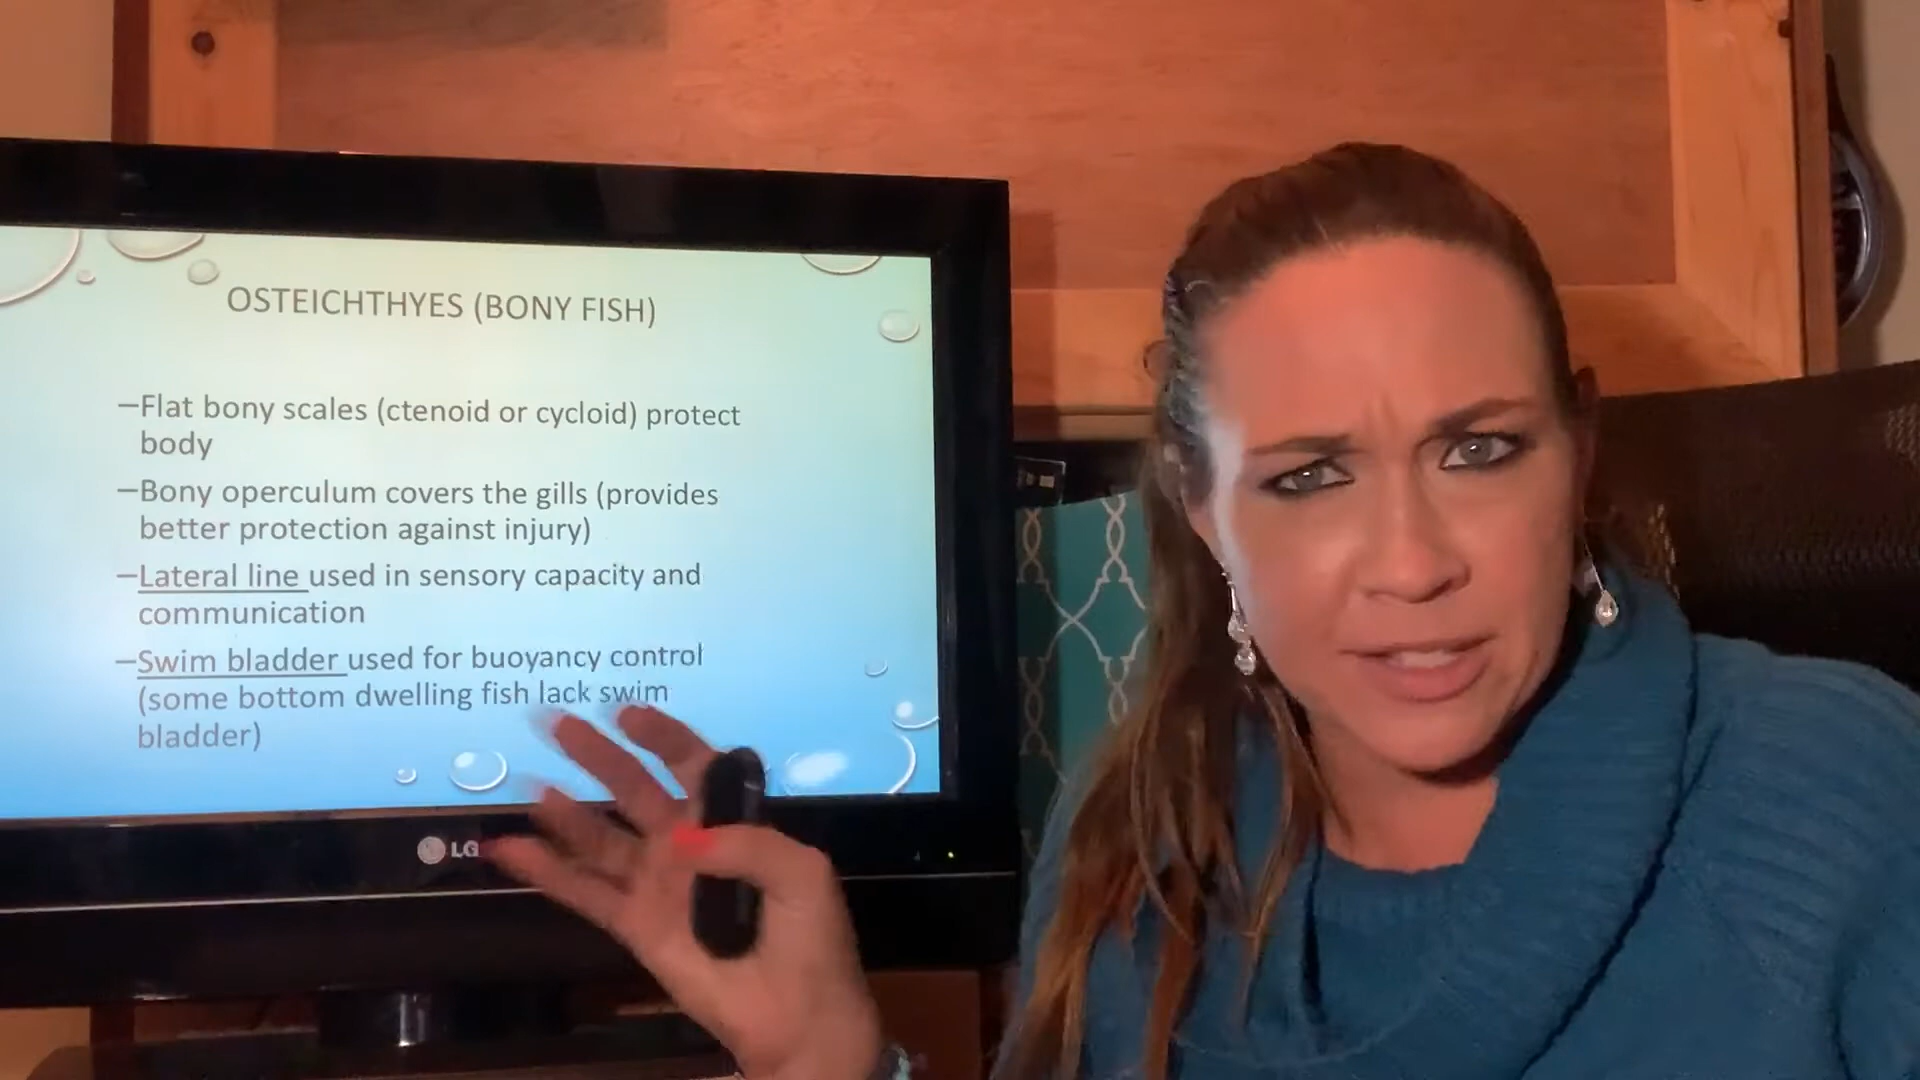 OSTEICHTHYES (BONY FISH)
–Flat bony scales (ctenoid or cycloid) protect
body
–Bony operculum covers the gills (provides
better protection against injury)
–Lateral line used in sensory capacity and
communication
–Swim bladder used for buoyancy control
(some bottom dwelling fish lack swim
bladder)
LG